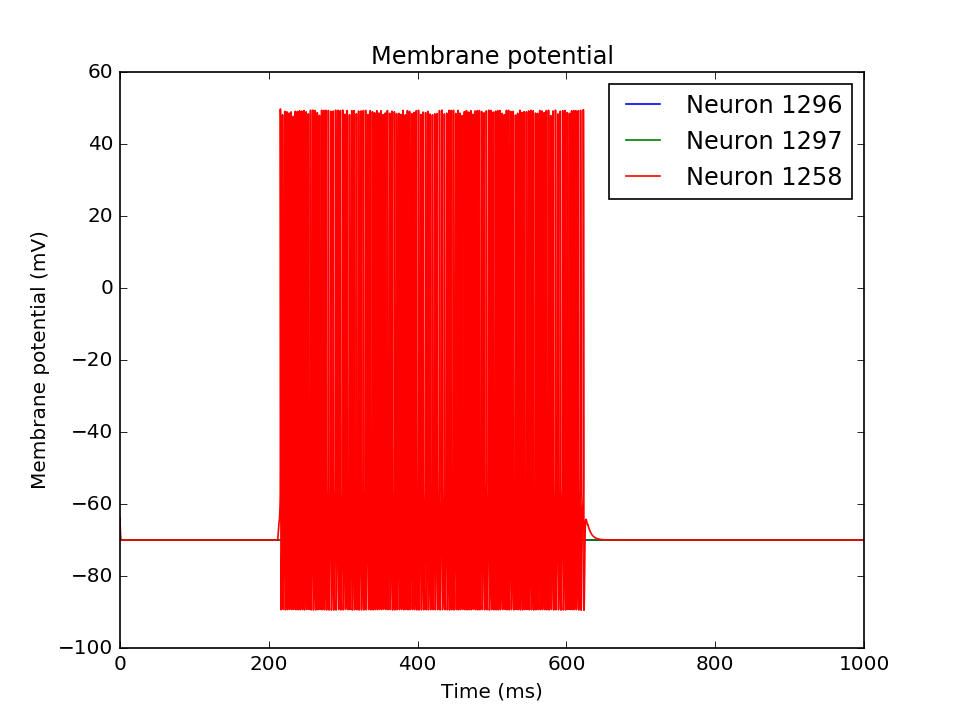 Membrane potential
60
40
20
0
−20
−40
−60
−80
−100
Membrane potential (mV)
Neuron 1296
Neuron 1297
Neuron 1258
0 200 400 600 800 1000
Time (ms)